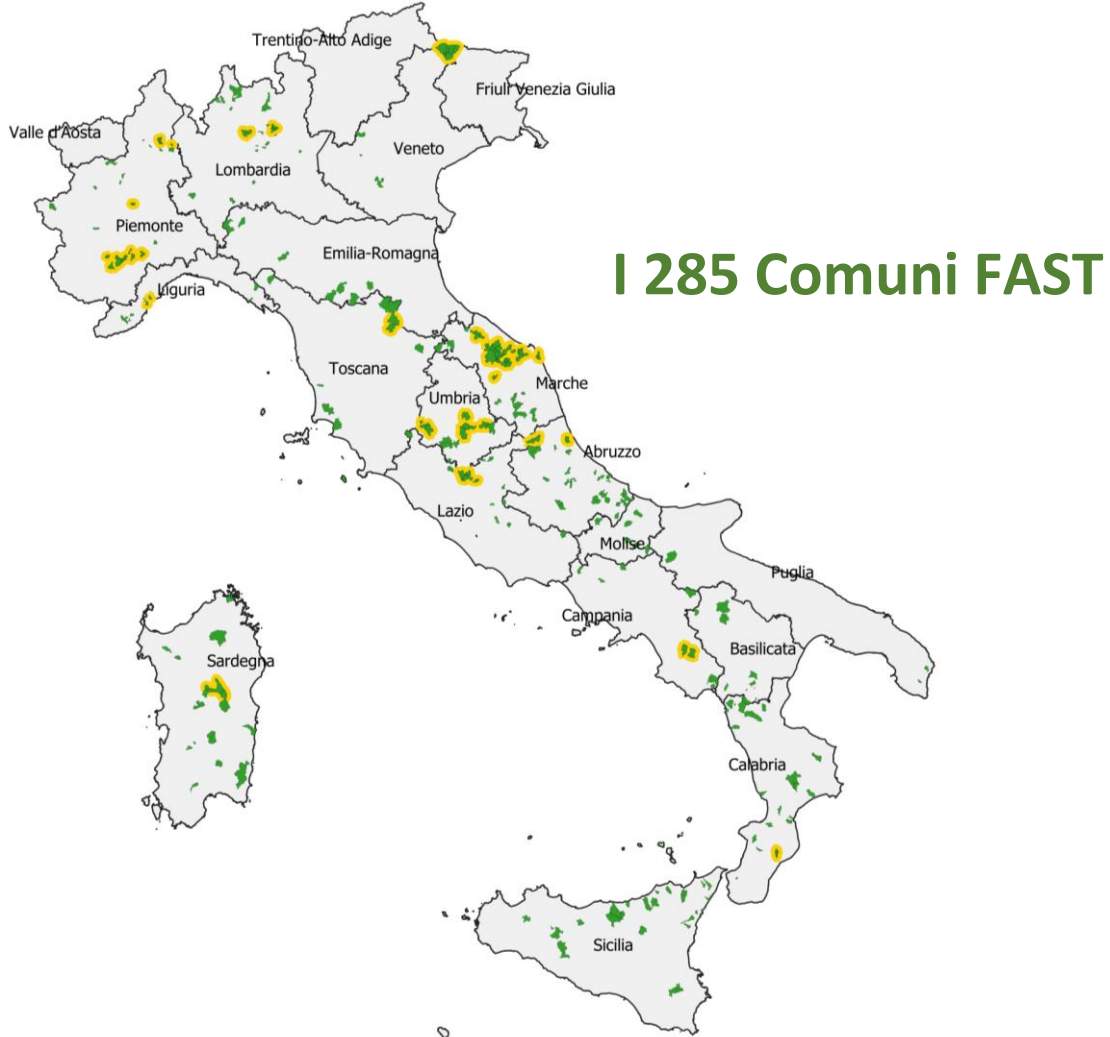 Trentino-Alto Adige
Friuli Venezia Giulia
Valle d'Aosta
Veneto
Lombardia
Piemonte
Emilia-Romagna
I 285 Comuni FAST
Liguria
Toscana
Marche
Umbria
Abruzzo
Lazio
Molise
Puglia
Campania
Basilicata
Sardegna
Calabria
Sicilia